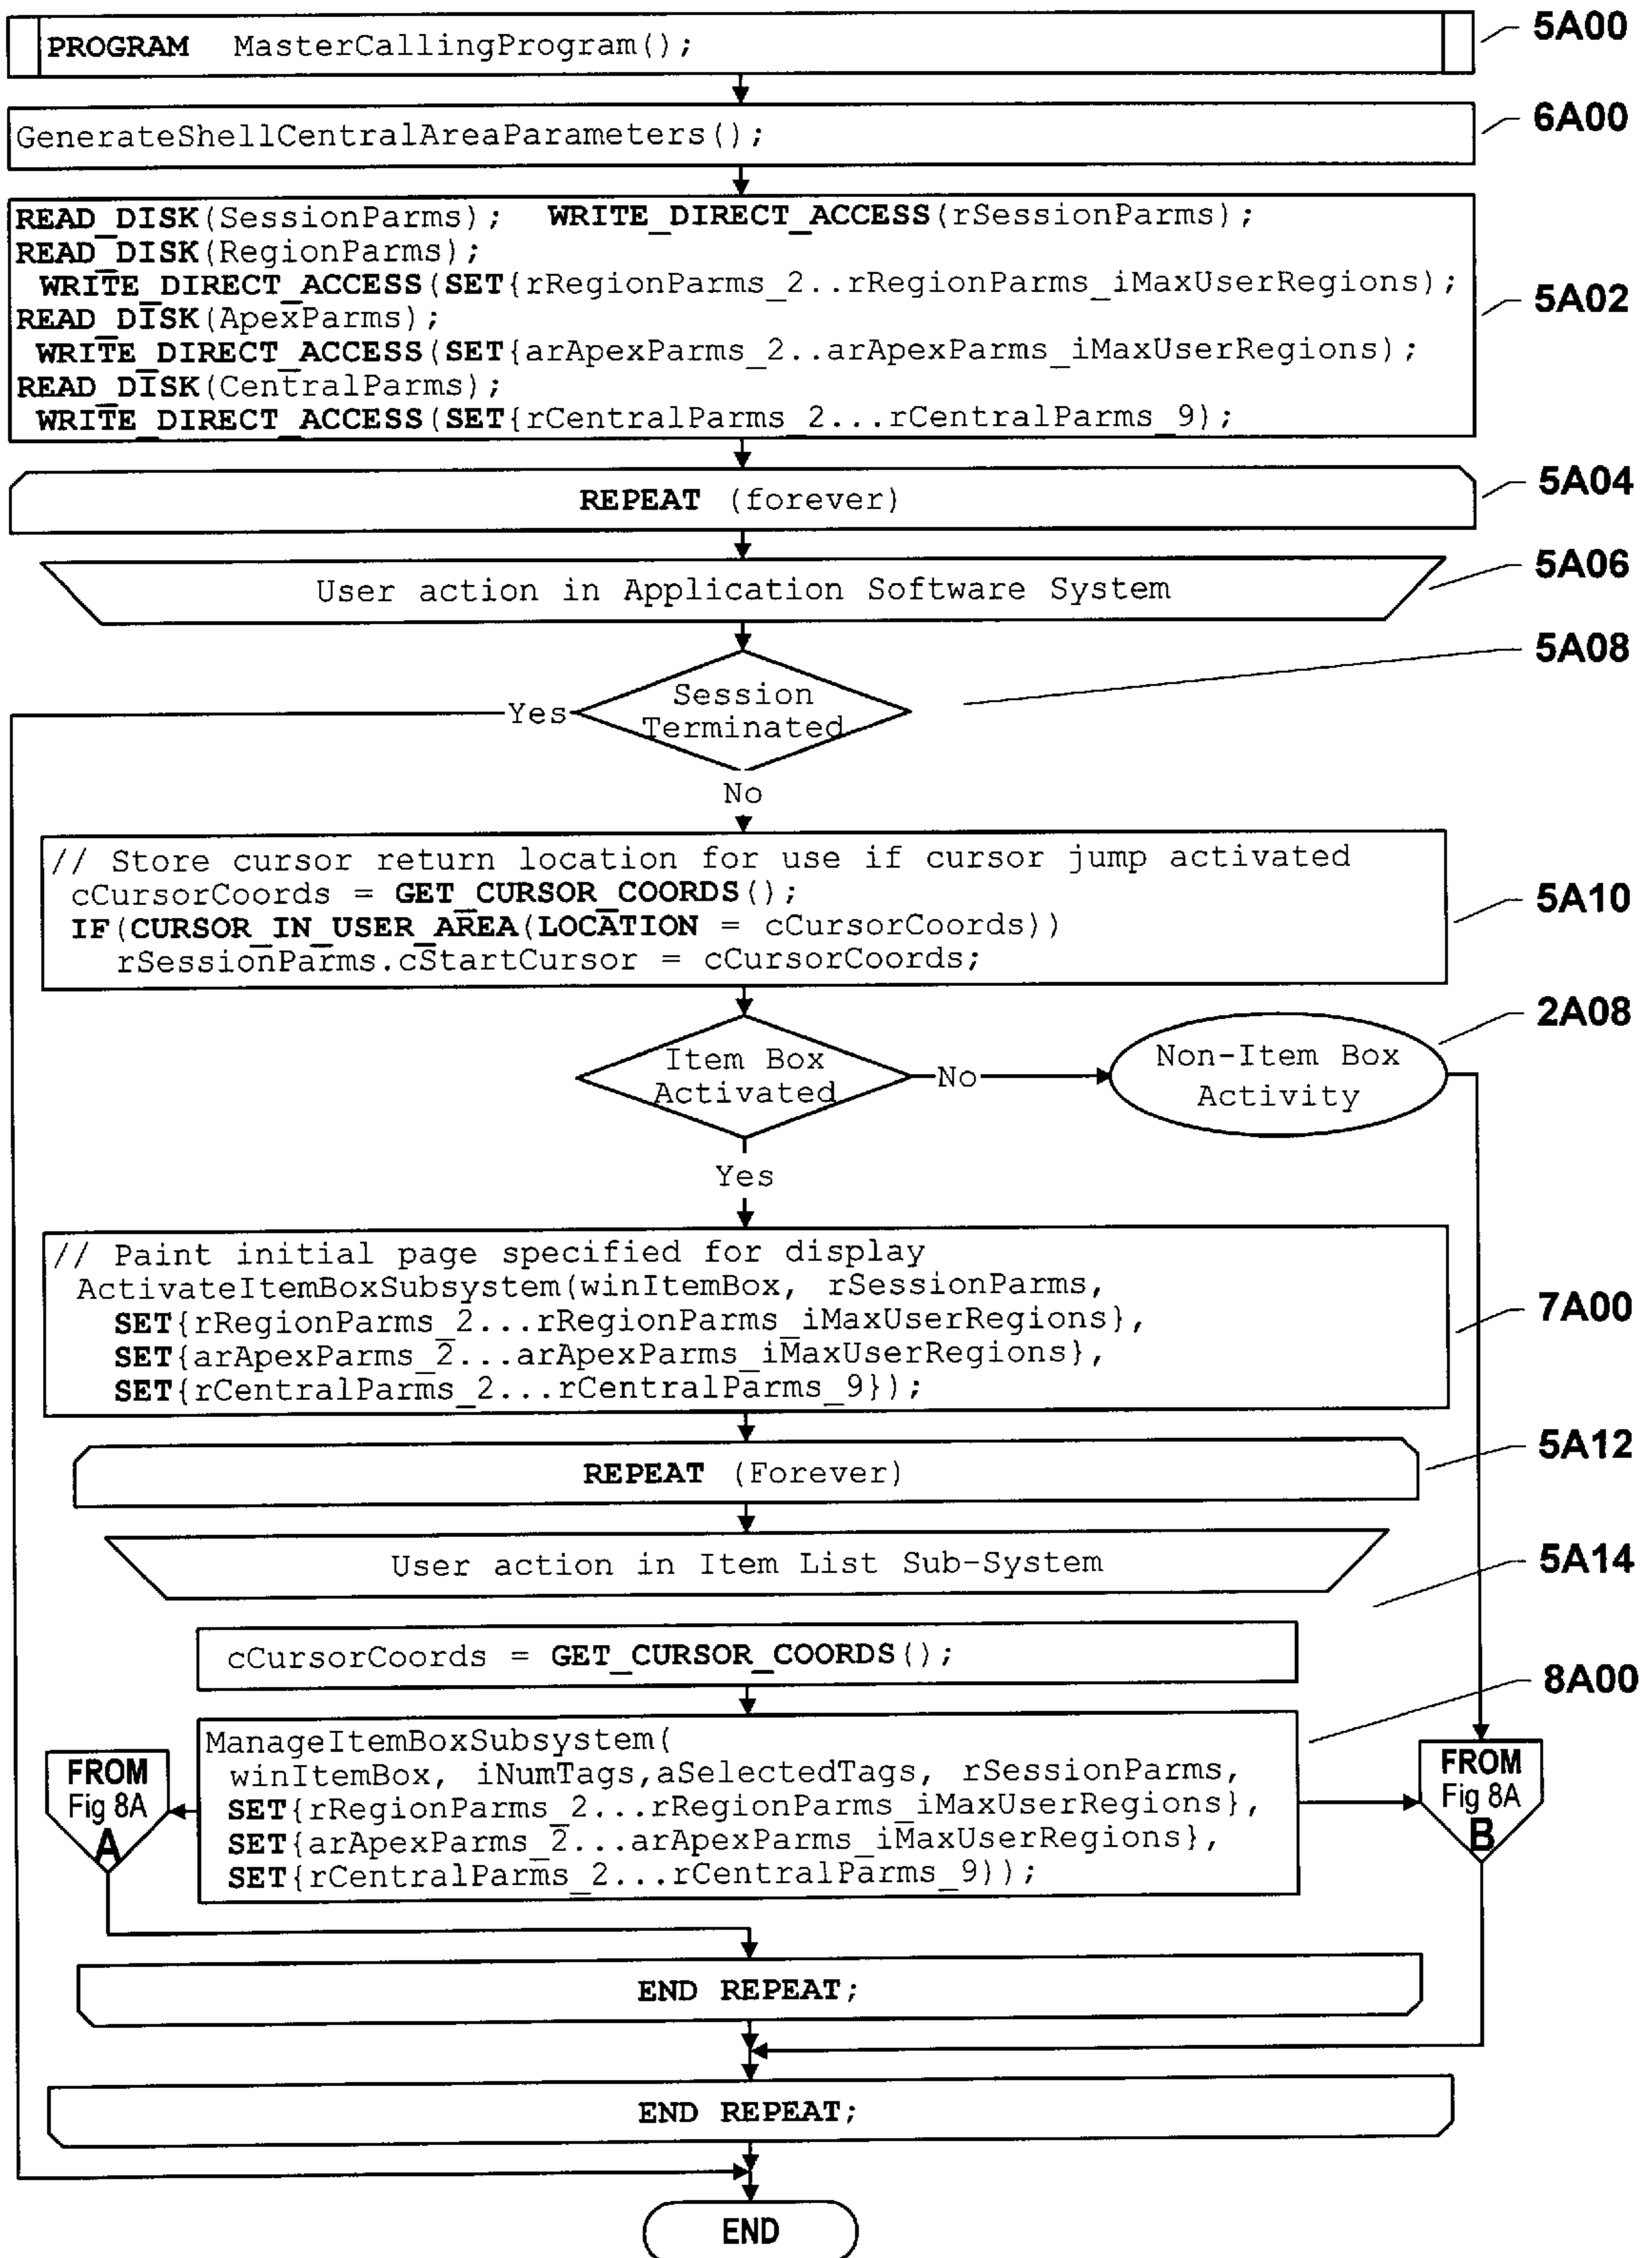 PROGRAM MasterCallingProgram();
5A00
GenerateShellCentralAreaParameters();
6A00
READ_DISK(SessionParms); WRITE_DIRECT_ACCESS(rSessionParms);
READ_DISK(RegionParms);
WRITE_DIRECT_ACCESS(SET{rRegionParms_2..rRegionParms_iMaxUserRegions);
READ_DISK(ApexParms);
WRITE_DIRECT_ACCESS(SET{arApexParms_2..arApexParms_iMaxUserRegions);
READ_DISK(CentralParms);
WRITE_DIRECT_ACCESS(SET{rCentralParms_2...rCentralParms_9);
5A02
REPEAT (forever)
5A04
User action in Application Software System
5A06
Session
Terminated
5A08
Yes
No
// Store cursor return location for use if cursor jump activated
cCursorCoords = GET_CURSOR_COORDS();
IF(CURSOR_IN_USER_AREA(LOCATION = cCursorCoords))
rSessionParms.cStartCursor = cCursorCoords;
5A10
Item Box
Activated
No
Non-Item Box
Activity
2A08
Yes
// Paint initial page specified for display
ActivateItemBoxSubsystem(winItemBox, rSessionParms,
SET{rRegionParms_2...rRegionParms_iMaxUserRegions},
SET{arApexParms_2...arApexParms_iMaxUserRegions},
SET{rCentralParms_2...rCentralParms_9});
7A00
REPEAT (Forever)
5A12
User action in Item List Sub-System
5A14
cCursorCoords = GET_CURSOR_COORDS();
8A00
ManageItemBoxSubsystem(
winItemBox, iNumTags,aSelectedTags, rSessionParms,
SET{rRegionParms_2...rRegionParms_iMaxUserRegions},
SET{arApexParms_2...arApexParms_iMaxUserRegions},
SET{rCentralParms_2...rCentralParms_9));
FROM
Fig 8A
A
FROM
Fig 8A
B
END REPEAT;
END REPEAT;
END